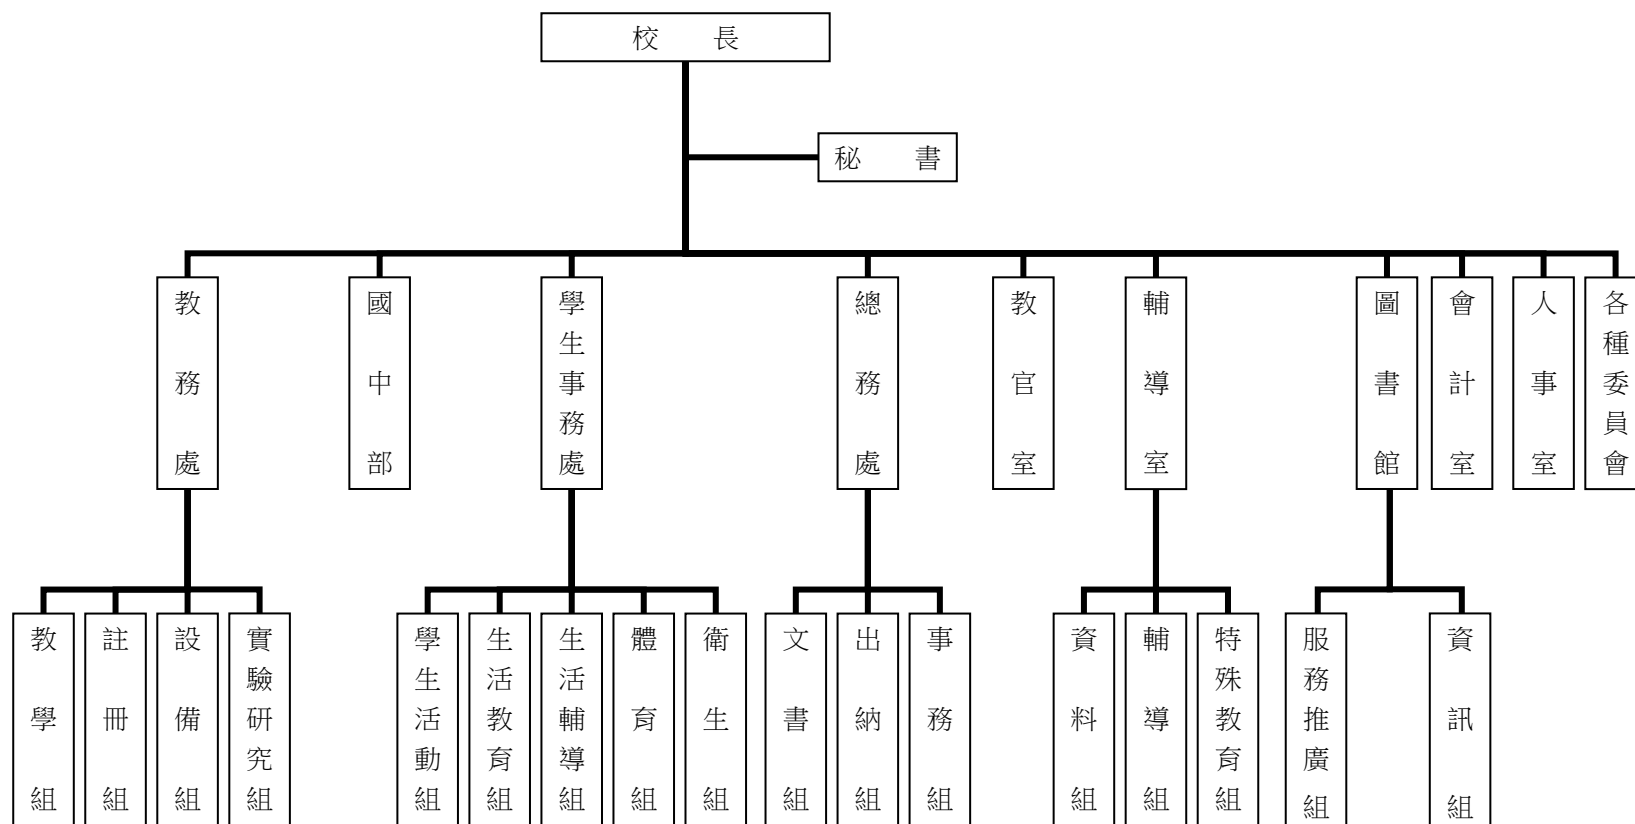 校長
秘書
教務處
國中部
學生事務處
總務處
教官室
輔導室
圖書館
會計室
人事室
各種委員會
教學組
註冊組
設備組
實驗研究組
學生活動組
生活教育組
生活輔導組
體育組
衛生組
文書組
出納組
事務組
資料組
輔導組
特殊教育組
服務推廣組
資訊組